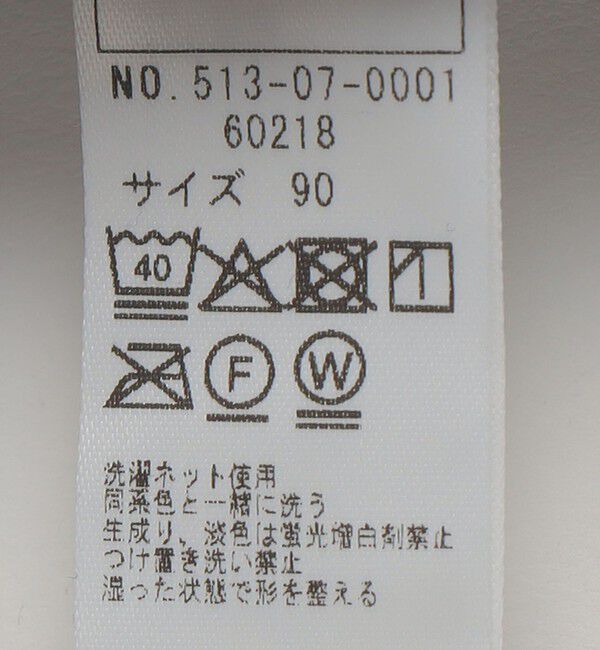 NO. 513-07-0001
60218
サイズ 90
40
F W
洗濯ネット使用
同系色と一緒に洗う
生成り、淡色は蛍光増白剤禁止
つけ置き洗い禁止
湿った状態で形を整える